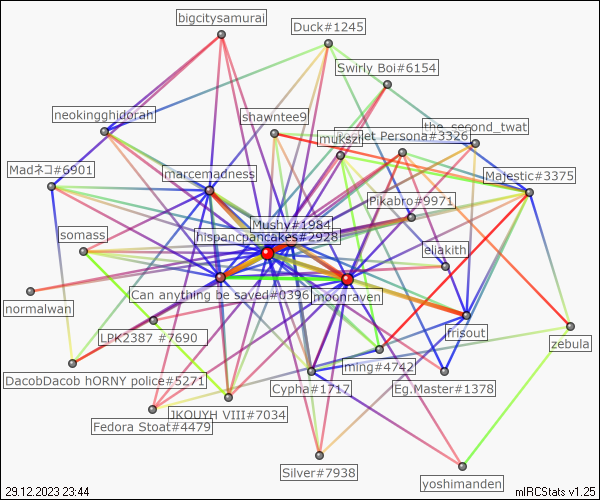 bigcitysamurai
Duck#1245
Swirly Boi#6154
neokingghidorah
shawntee9
the_second_twat
mukszi
Persona#3326
Madネコ#6901
marcemadness
Majestic#3375
Pikabro#9971
Mushy#1984
somass
hispancpancakes#2928
eliakith
normalwan
Can anything be sayed#0396
moonraven
LPK2387 #7690
frisout
zebula
ming#4742
DacobDacob hORNY police#5271
Cypha#1717
Eg.Master#1378
JKOUYH VIII#7034
Fedora Stoat#4479
Silver#7938
yoshimanden
29.12.2023 23:44
mIRCStats v1.25